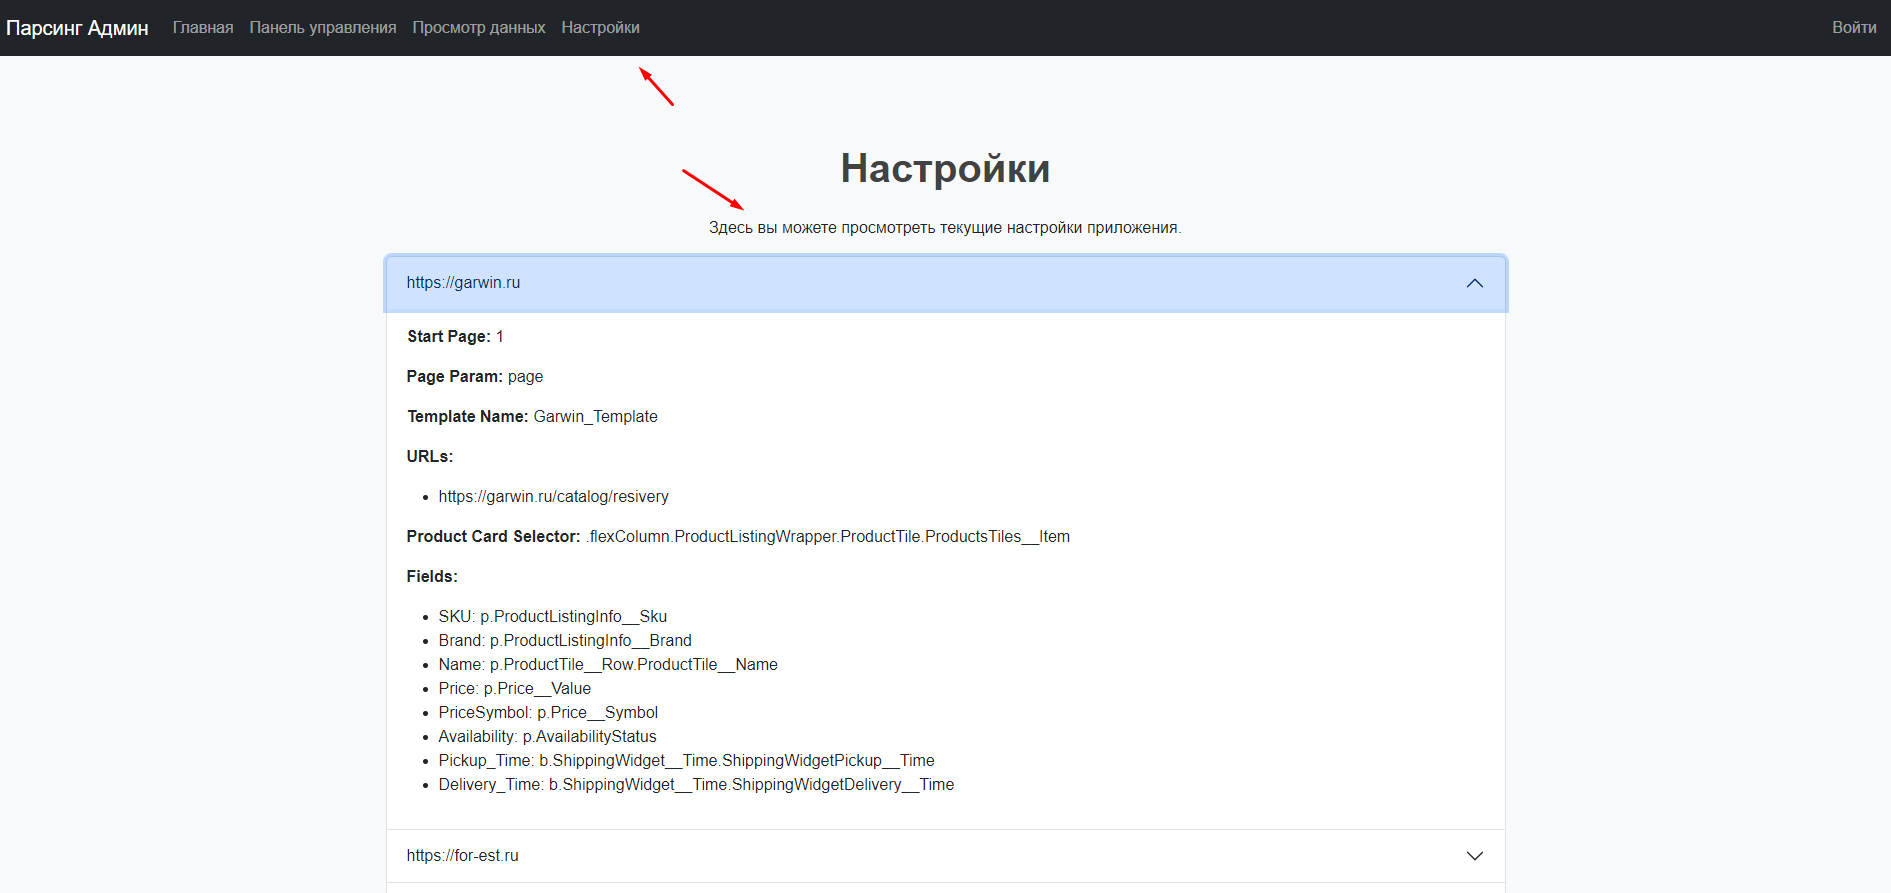 Парсинг Админ Главная Панель управления Просмотр данных Настройки Войти
Настройки
Здесь вы можете просмотреть текущие настройки приложения.
https://garwin.ru
Start Page: 1
Page Param: page
Template Name: Garwin_Template
URLs:
• https://garwin.ru/catalog/resivery
Product Card Selector: .flexColumn.ProductListingWrapper.ProductTile.ProductsTiles__Item
Fields:
• SKU: p.ProductListingInfo__Sku
• Brand: p.ProductListingInfo__Brand
• Name: p.ProductTile__Row.ProductTile__Name
• Price: p.Price__Value
• PriceSymbol: p.Price__Symbol
• Availability: p.AvailabilityStatus
• Pickup_Time: b.ShippingWidget__Time.ShippingWidgetPickup__Time
• Delivery_Time: b.ShippingWidget__Time.ShippingWidgetDelivery__Time
https://for-est.ru